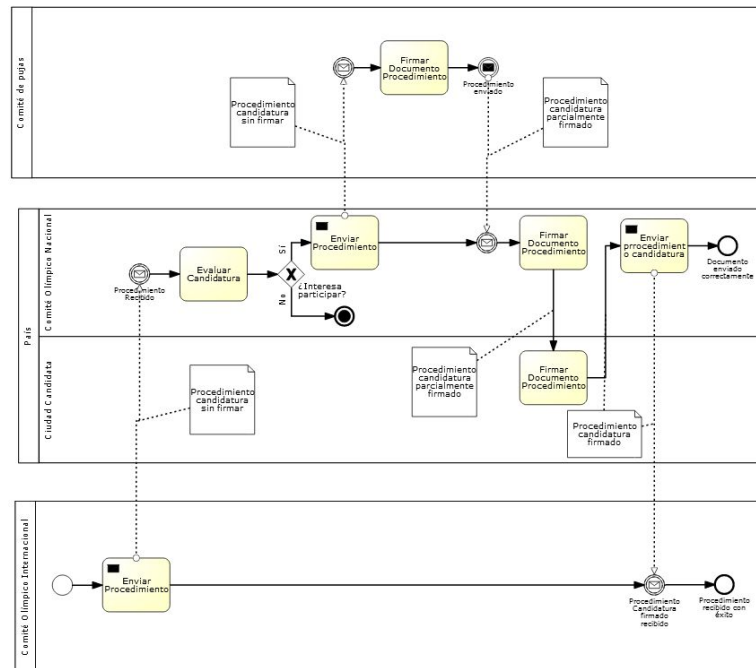 Comité de pujas
Procedimiento
candidatura
sin firmar
Firmar
Documento
Procedimiento
Procedimiento
enviado
Procedimiento
candidatura
parcialmente
firmado
País
Comité Olímpico Nacional
Procedimiento
Recibido
Evaluar
Candidatura
Sí
No
¿Interesa
participar?
Enviar
Procedimiento
Firmar
Documento
Procedimiento
Enviar
prrocedimient
o candidatura
Documento
enviado
correctamente
Ciudad Candidata
Procedimiento
candidatura
sin firmar
Procedimiento
candidatura
parcialmente
firmado
Firmar
Documento
Procedimiento
Procedimiento
candidatura
firmado
Comité Olímpico Internacional
Enviar
Procedimiento
Procedimiento
Candidatura
firmado
recibido
Procedimiento
recibido con
éxito